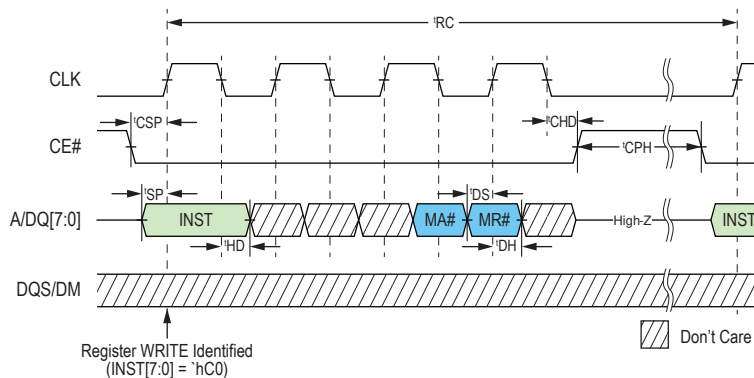 tRC
CLK
tCSP
tCHD
CE#
tCPH
tSP
tDS
A/DQ[7:0]
INST
MA#
MR#
High-Z
INST
tHD
tDH
DQS/DM
Register WRITE Identified
(INST[7:0] = `hC0)
Don't Care